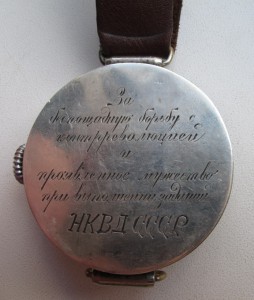 За
беспощадную борьбу с
контрреволюцией
и
проявленное мужество
при выполнении заданий
НКВД СССР